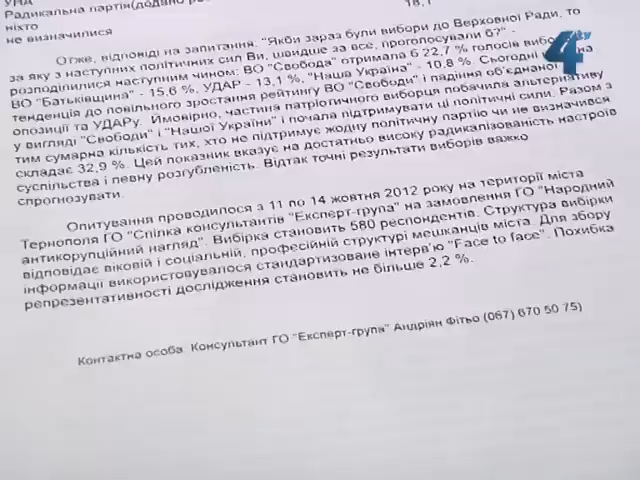 УНА
Радикальна партія(додано ро
18,1
ніхто
не визначилися
Отже, відповіді на запитання. "Якби зараз були вибори до Верховної Ради, то
за яку з наступних політичних сил Ви, швидше за все, проголосували б?" -
розподілилися наступним чином: ВО "Свобода" отримала 6 22,7 % голосів вибо
ВО "Батьківщина" - 15,6 %, УДАР - 13,1 %, "Наша Україна" - 10,8 %. Сьогодні
тенденція до повільного зростання рейтингу ВО "Свободи" і падіння об'єднаної
опозиції та УДАРу. Ймовірно, частина патріотичного виборця побачила альтернативу
у вигляді "Свободи" і "Нашої України" і почала підтримувати ці політичні сили. Разом з
тим сумарна кількість тих, хто не підтримує жодну політичну партію чи не визначився
складає 32,9 %. Цей показник вказує на достатньо високу радикалізованість настроїв
суспільства і певну розгубленість. Відтак точні результати виборів важко
спрогнозувати.
Опитування проводилося з 11 по 14 жовтня 2012 року на території міста
Тернополя ГО "Спілка консультантів "Експерт-група" на замовлення ГО "Народний
антикорупційний нагляд". Вибірка становить 580 респондентів. Структура вибірки
відповідає віковій і соціальній, професійній структурі мешканців міста. Для збору
інформації використовувалося стандартизоване інтерв'ю "Face to face". Похибка
репрезентативності дослідження становить не більше 2,2 %.
Контактна особа Консультант ГО "Експерт-група" Андріян Фітьо (067) 670 50 75)
4 tv